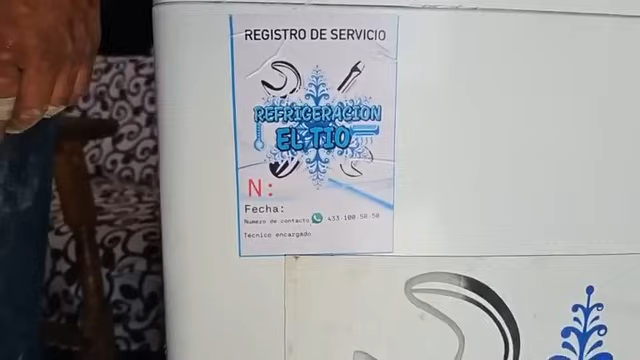 REGISTRO DE SERVICIO
REFRIGERACION
EL TIO
N:
Fecha:
Numero de contacto 433-100-50-50
Tecnico encargado